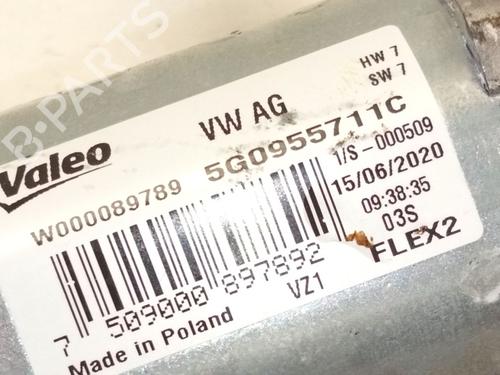 B-PARTS
HW 7
SW 7
Valeo
VW AG
W000089789
5G0955711C
1/S-000509
15/06/2020
09:38:35
03S
FLEX2
7 509000 897892
VZ1
Made in Poland